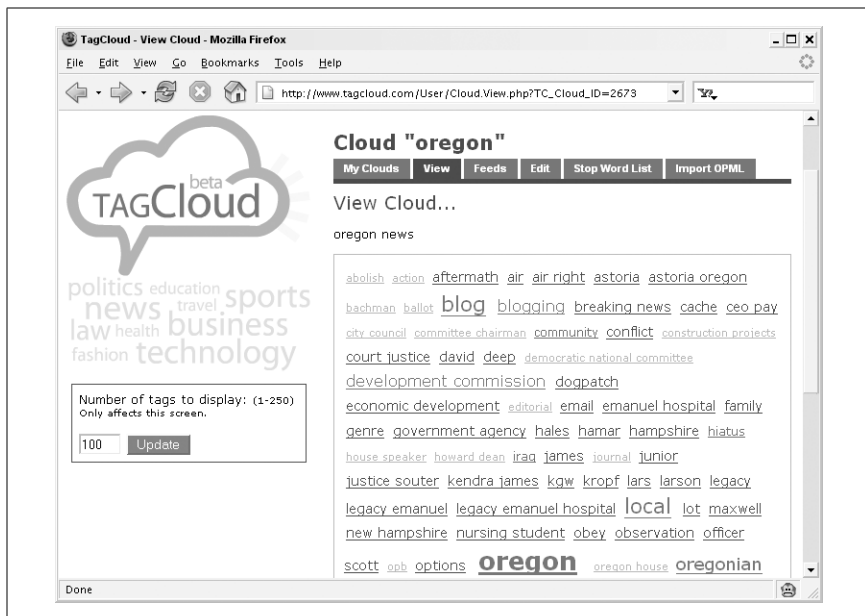 TagCloud - View Cloud - Mozilla Firefox
File Edit View Go Bookmarks Tools Help
http://www.tagcloud.com/User/Cloud.View.php?TC_Cloud_ID=2673
beta
TAGCloud
politics education
news travel sports
law health business
fashion technology
Number of tags to display: (1-250)
Only affects this screen.
100 Update
Cloud "oregon"
My Clouds View Feeds Edit Stop Word List Import OPML
View Cloud...
oregon news
abolish action aftermath air air right astoria astoria oregon
bachman ballot blog blogging breaking news cache ceo pay
city council committee chairman community conflict construction projects
court justice david deep democratic national committee
development commission dogpatch
economic development editorial email emanuel hospital family
genre government agency hales hamar hampshire hiatus
house speaker howard dean iraq james journal junior
justice souter kendra james kgw kropf lars larson legacy
legacy emanuel legacy emanuel hospital local lot maxwell
new hampshire nursing student obey observation officer
scott opb options oregon oregon house oregonian
Done